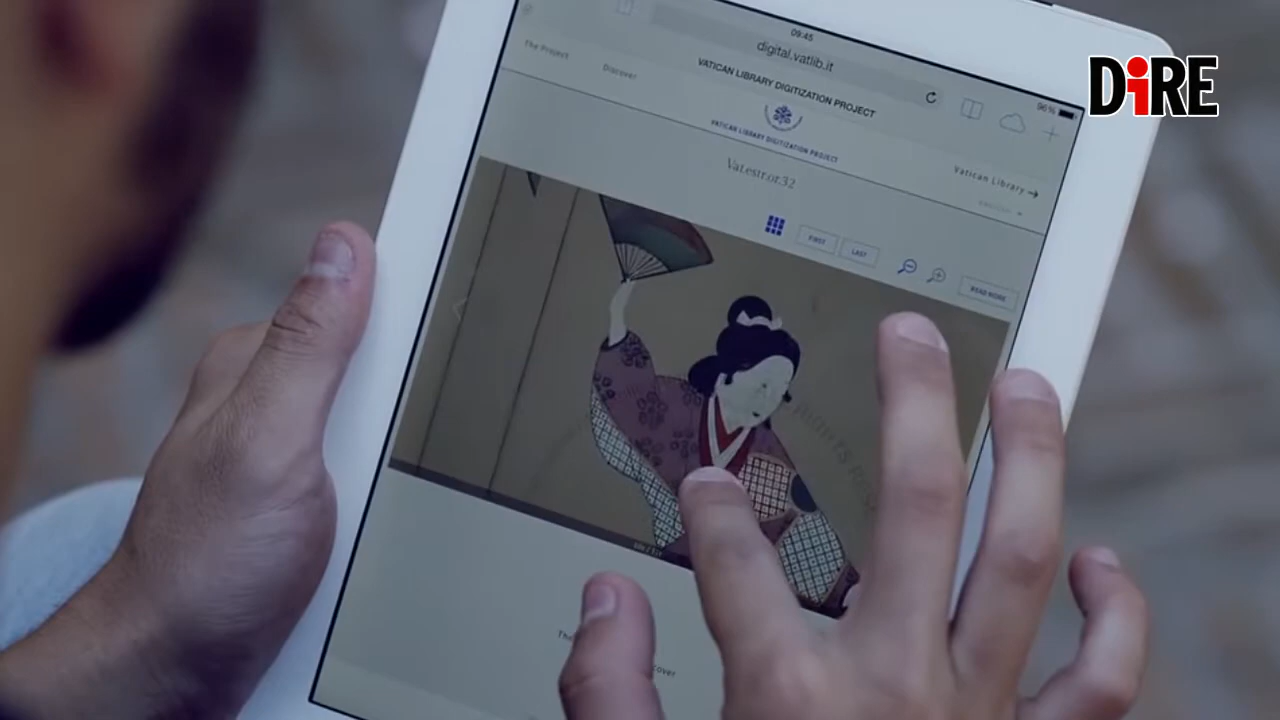 DiRE
09:45
digital.vatlib.it
96%
The Project
Discover
VATICAN LIBRARY DIGITIZATION PROJECT
VATICAN LIBRARY DIGITIZATION PROJECT
Vatican Library →
Vat.estr.or.32
FIRST
LAST
READ MORE